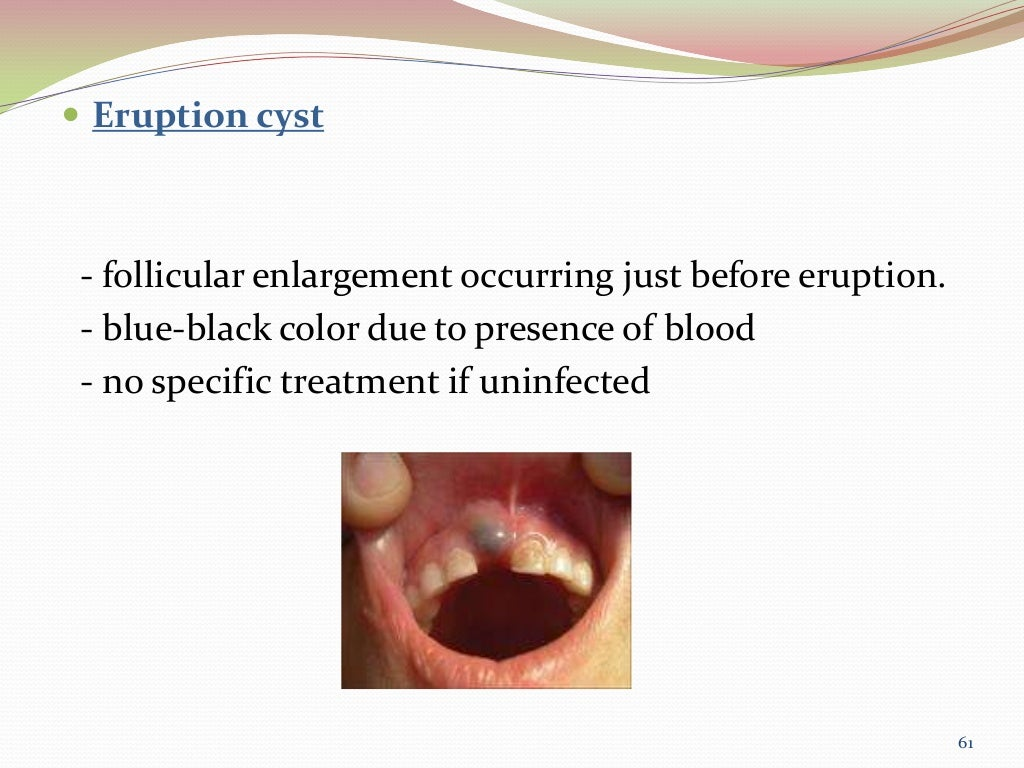 • Eruption cyst
- follicular enlargement occurring just before eruption.
- blue-black color due to presence of blood
- no specific treatment if uninfected
61